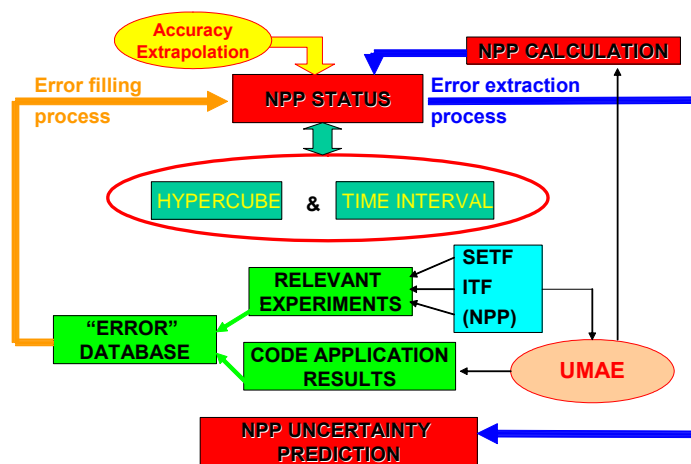 Accuracy
Extrapolation
NPP CALCULATION
Error filling
process
NPP STATUS
Error extraction
process
HYPERCUBE
&
TIME INTERVAL
SETF
ITF
(NPP)
RELEVANT
EXPERIMENTS
“ERROR”
DATABASE
CODE APPLICATION
RESULTS
UMAE
NPP UNCERTAINTY
PREDICTION